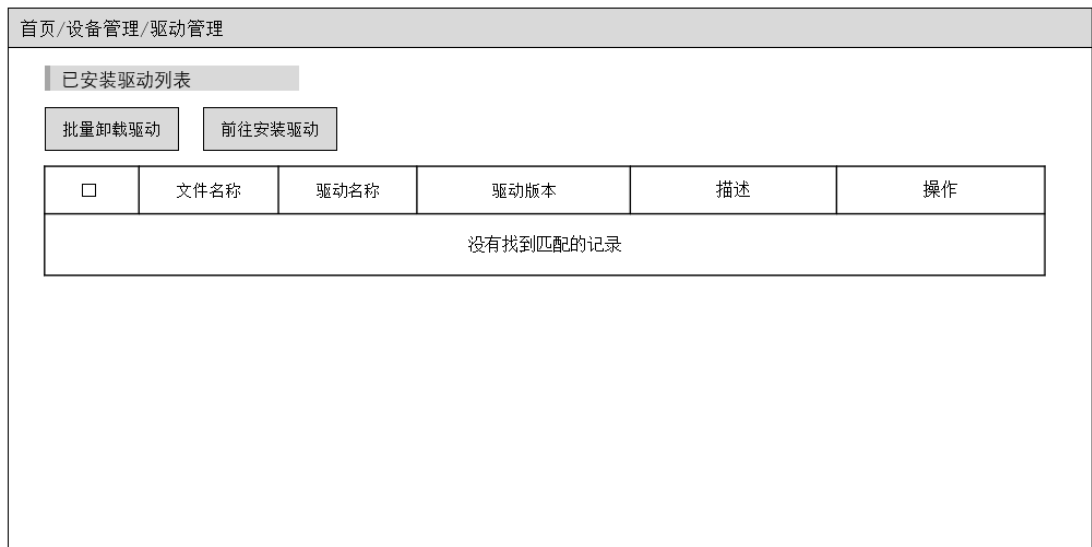 首页/设备管理/驱动管理
已安装驱动列表
批量卸载驱动 前往安装驱动
文件名称 驱动名称 驱动版本 描述 操作
没有找到匹配的记录